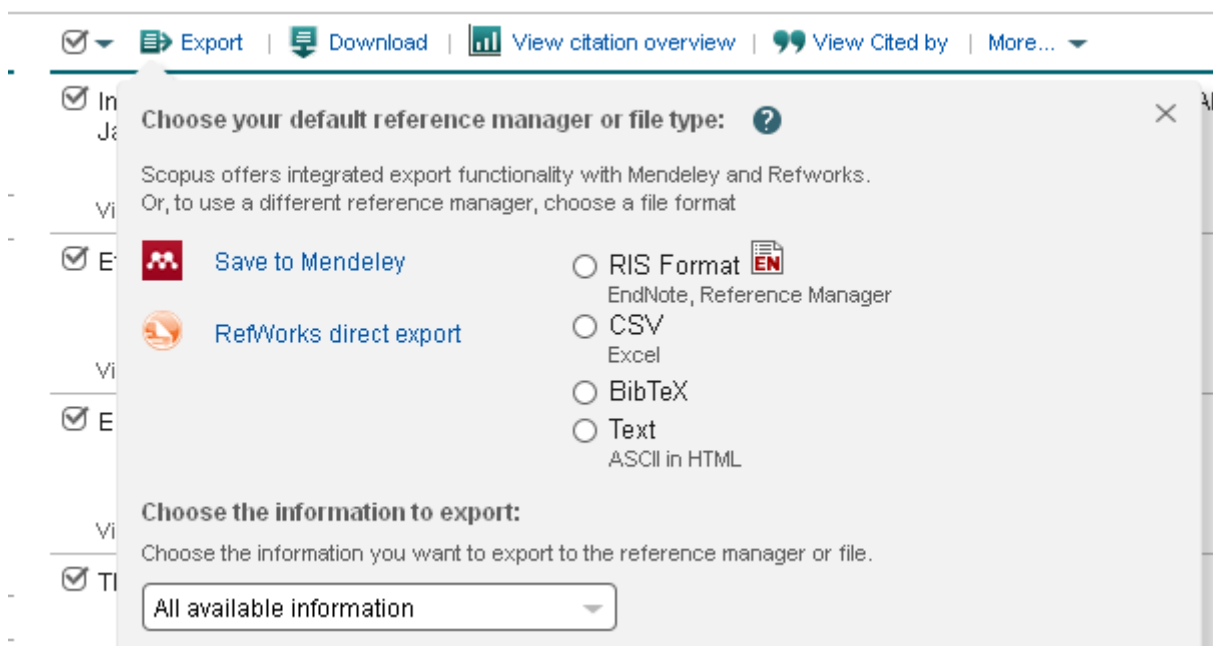 Export | Download | View citation overview | View Cited by | More...
Choose your default reference manager or file type: ?
Scopus offers integrated export functionality with Mendeley and Refworks.
Or, to use a different reference manager, choose a file format
Save to Mendeley
RefWorks direct export
RIS Format EN
EndNote, Reference Manager
CSV
Excel
BibTeX
Text
ASCII in HTML
Choose the information to export:
Choose the information you want to export to the reference manager or file.
All available information